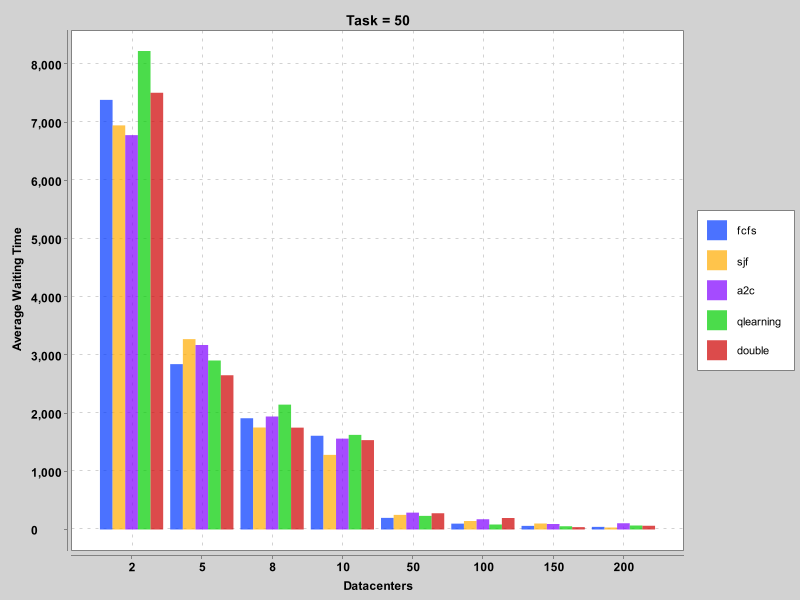 Task = 50
8,000
7,000
6,000
5,000
4,000
3,000
2,000
1,000
0
Average Waiting Time
2 5 8 10 50 100 150 200
Datacenters
fcfs
sjf
a2c
qlearning
double